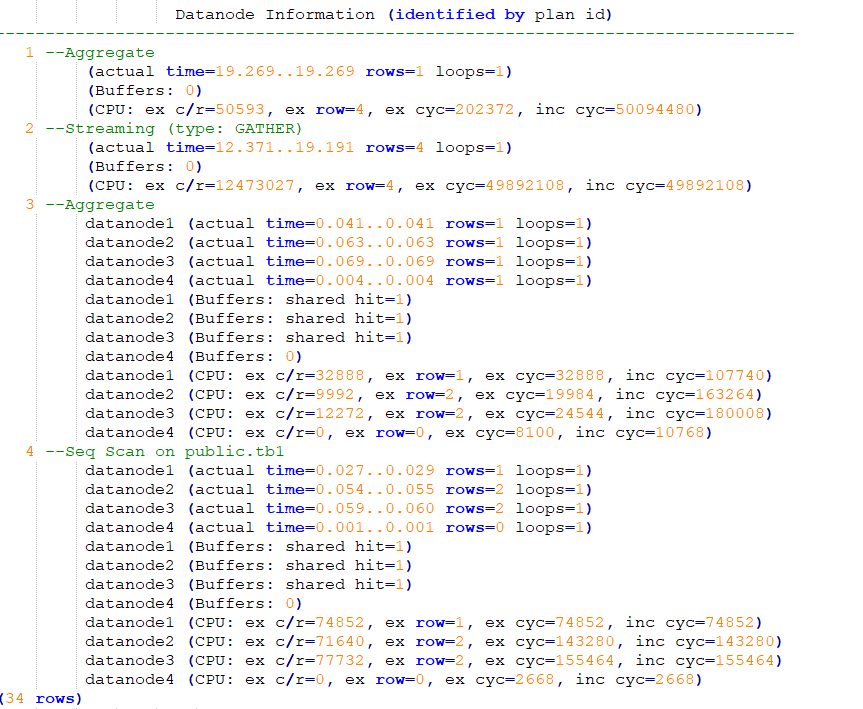 Datanode Information (identified by plan id)
--------------------------------------------------------------------------------
1 --Aggregate
(actual time=19.269..19.269 rows=1 loops=1)
(Buffers: 0)
(CPU: ex c/r=50593, ex row=4, ex cyc=202372, inc cyc=50094480)
2 --Streaming (type: GATHER)
(actual time=12.371..19.191 rows=4 loops=1)
(Buffers: 0)
(CPU: ex c/r=12473027, ex row=4, ex cyc=49892108, inc cyc=49892108)
3 --Aggregate
datanode1 (actual time=0.041..0.041 rows=1 loops=1)
datanode2 (actual time=0.063..0.063 rows=1 loops=1)
datanode3 (actual time=0.069..0.069 rows=1 loops=1)
datanode4 (actual time=0.004..0.004 rows=1 loops=1)
datanode1 (Buffers: shared hit=1)
datanode2 (Buffers: shared hit=1)
datanode3 (Buffers: shared hit=1)
datanode4 (Buffers: 0)
datanode1 (CPU: ex c/r=32888, ex row=1, ex cyc=32888, inc cyc=107740)
datanode2 (CPU: ex c/r=9992, ex row=2, ex cyc=19984, inc cyc=163264)
datanode3 (CPU: ex c/r=12272, ex row=2, ex cyc=24544, inc cyc=180008)
datanode4 (CPU: ex c/r=0, ex row=0, ex cyc=8100, inc cyc=10768)
4 --Seq Scan on public.tb1
datanode1 (actual time=0.027..0.029 rows=1 loops=1)
datanode2 (actual time=0.054..0.055 rows=2 loops=1)
datanode3 (actual time=0.059..0.060 rows=2 loops=1)
datanode4 (actual time=0.001..0.001 rows=0 loops=1)
datanode1 (Buffers: shared hit=1)
datanode2 (Buffers: shared hit=1)
datanode3 (Buffers: shared hit=1)
datanode4 (Buffers: 0)
datanode1 (CPU: ex c/r=74852, ex row=1, ex cyc=74852, inc cyc=74852)
datanode2 (CPU: ex c/r=71640, ex row=2, ex cyc=143280, inc cyc=143280)
datanode3 (CPU: ex c/r=77732, ex row=2, ex cyc=155464, inc cyc=155464)
datanode4 (CPU: ex c/r=0, ex row=0, ex cyc=2668, inc cyc=2668)
(34 rows)